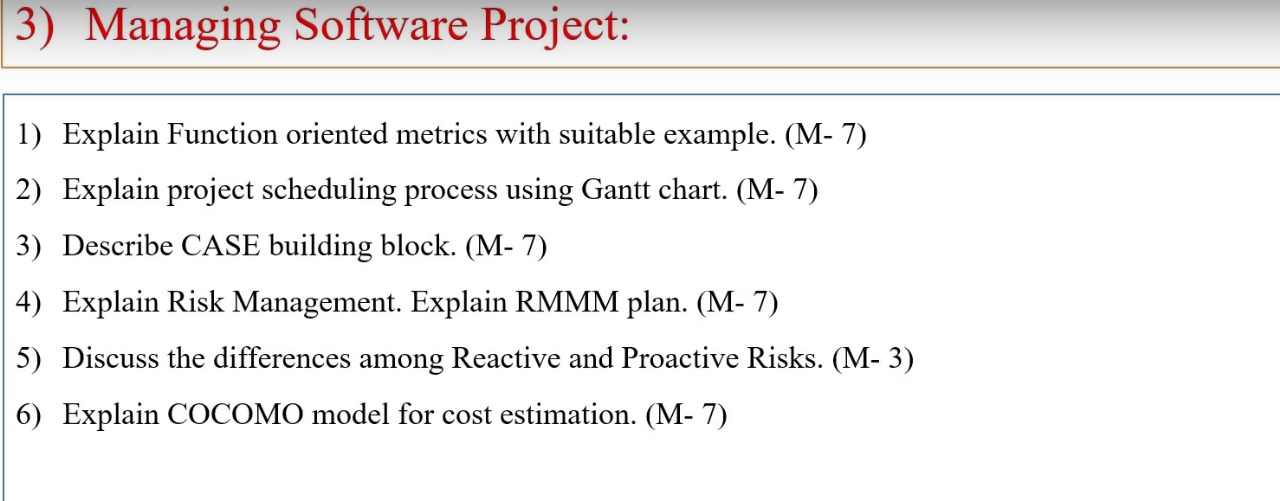 3) Managing Software Project:
1) Explain Function oriented metrics with suitable example. (M- 7)
2) Explain project scheduling process using Gantt chart. (M- 7)
3) Describe CASE building block. (M- 7)
4) Explain Risk Management. Explain RMMM plan. (M- 7)
5) Discuss the differences among Reactive and Proactive Risks. (M- 3)
6) Explain COCOMO model for cost estimation. (M- 7)